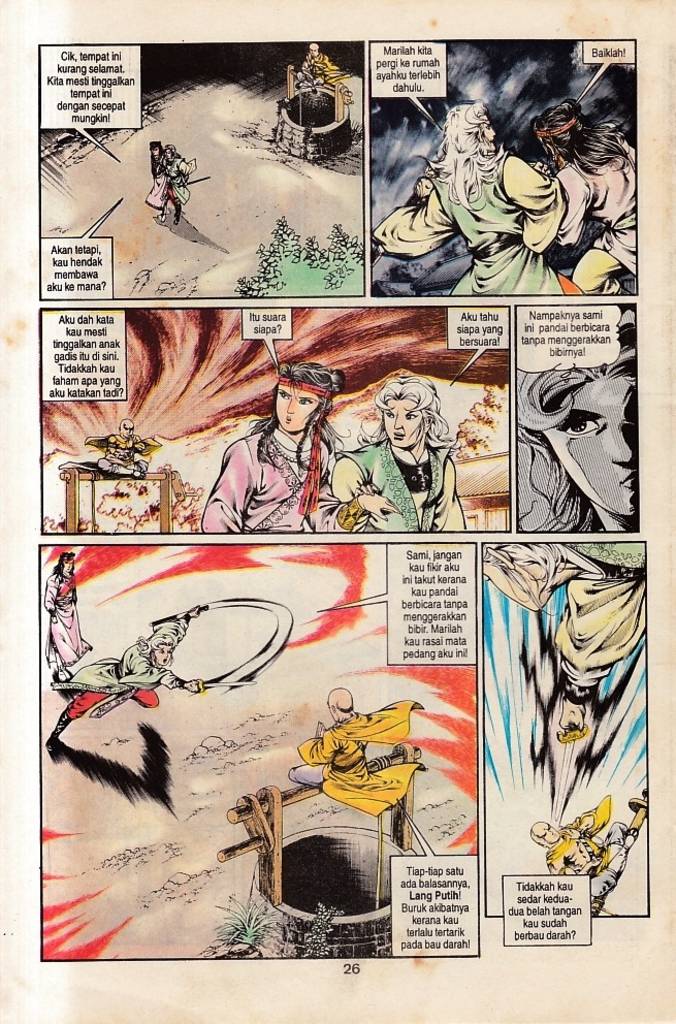 Cik, tempat ini
kurang selamat.
Kita mesti tinggalkan
tempat ini
dengan secepat
mungkin!
Akan tetapi,
kau hendak
membawa
aku ke mana?
Marilah kita
pergi ke rumah
ayahku terlebih
dahulu.
Baiklah!
Aku dah kata
kau mesti
tinggalkan anak
gadis itu di sini.
Tidakkah kau
faham apa yang
aku katakan tadi?
Itu suara
siapa?
Aku tahu
siapa yang
bersuara!
Nampaknya sami
ini pandai berbicara
tanpa menggerakkan
bibirnya!
Sami, jangan
kau fikir aku
ini takut kerana
kau pandai
berbicara tanpa
menggerakkan
bibir. Marilah
kau rasai mata
pedang aku ini!
Tiap-tiap satu
ada balasannya,
Lang Putih!
Buruk akibatnya
kerana kau
terlalu tertarik
pada bau darah!
Tidakkah kau
sedar kedua-
dua belah tangan
kau sudah
berbau darah?
26